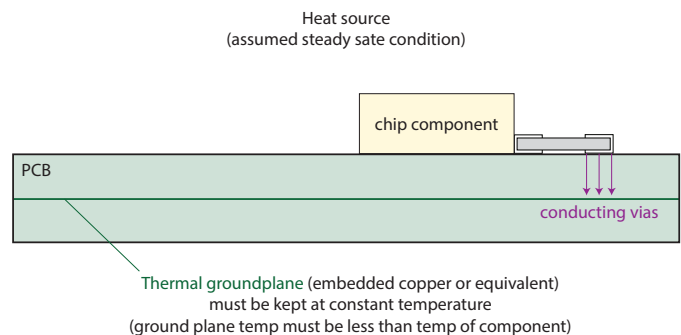 Heat source
(assumed steady sate condition)
chip component
PCB
conducting vias
Thermal groundplane (embedded copper or equivalent)
must be kept at constant temperature
(ground plane temp must be less than temp of component)